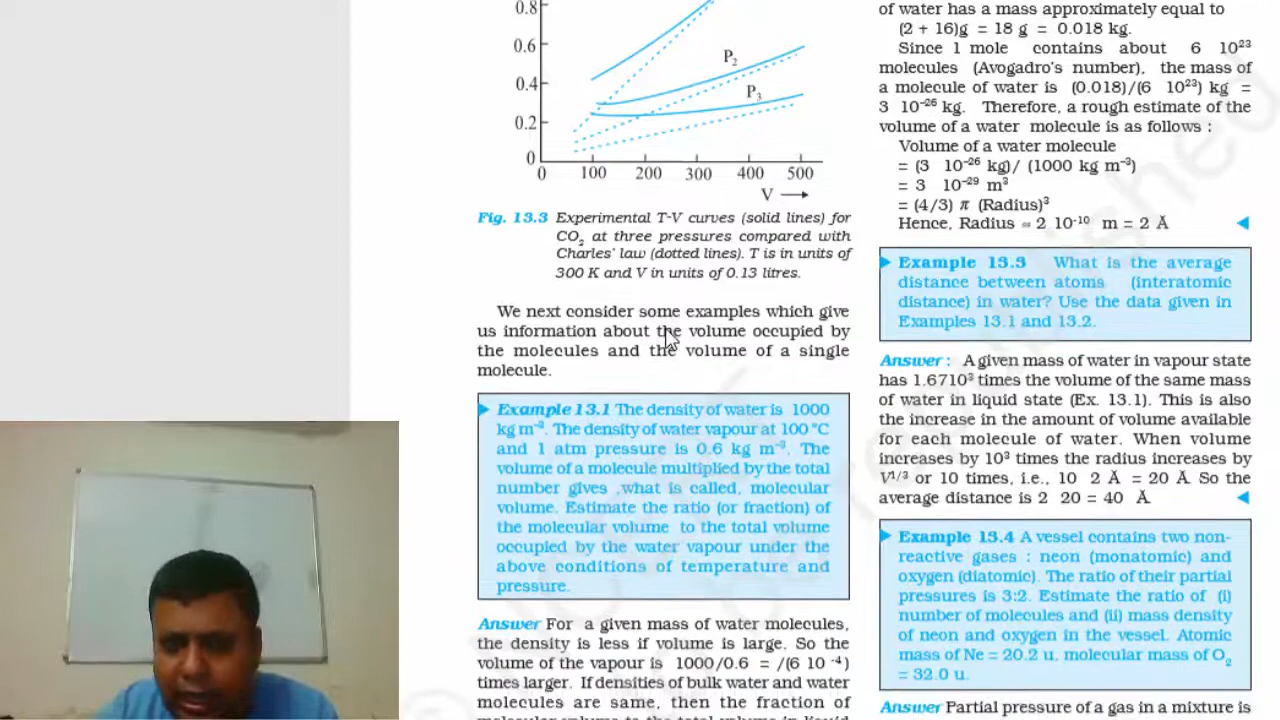 0.8
0.6
0.4
0.2
0
P₂
P₃
0 100 200 300 400 500
V ⟶
Fig. 13.3 Experimental T-V curves (solid lines) for
CO₂ at three pressures compared with
Charles’ law (dotted lines). T is in units of
300 K and V in units of 0.13 litres.
We next consider some examples which give
us information about the volume occupied by
the molecules and the volume of a single
molecule.
Example 13.1 The density of water is 1000
kg m⁻³. The density of water vapour at 100 °C
and 1 atm pressure is 0.6 kg m⁻³. The
volume of a molecule multiplied by the total
number gives ,what is called, molecular
volume. Estimate the ratio (or fraction) of
the molecular volume to the total volume
occupied by the water vapour under the
above conditions of temperature and
pressure.
Answer For a given mass of water molecules,
the density is less if volume is large. So the
volume of the vapour is 1000/0.6 = /(6 10 ⁻⁴)
times larger. If densities of bulk water and water
molecules are same, then the fraction of
molecular volume to the total volume in liquid
of water has a mass approximately equal to
(2 + 16)g = 18 g = 0.018 kg.
Since 1 mole contains about 6 10²³
molecules (Avogadro’s number), the mass of
a molecule of water is (0.018)/(6 10²³) kg =
3 10⁻²⁶ kg. Therefore, a rough estimate of the
volume of a water molecule is as follows :
Volume of a water molecule
= (3 10⁻²⁶ kg)/ (1000 kg m⁻³)
= 3 10⁻²⁹ m³
= (4/3) π (Radius)³
Hence, Radius ≈ 2 10⁻¹⁰ m = 2 Å
Example 13.3 What is the average
distance between atoms (interatomic
distance) in water? Use the data given in
Examples 13.1 and 13.2.
Answer : A given mass of water in vapour state
has 1.6710³ times the volume of the same mass
of water in liquid state (Ex. 13.1). This is also
the increase in the amount of volume available
for each molecule of water. When volume
increases by 10³ times the radius increases by
V¹ᐟ³ or 10 times, i.e., 10 2 Å = 20 Å. So the
average distance is 2 20 = 40 Å.
Example 13.4 A vessel contains two non-
reactive gases : neon (monatomic) and
oxygen (diatomic). The ratio of their partial
pressures is 3:2. Estimate the ratio of (i)
number of molecules and (ii) mass density
of neon and oxygen in the vessel. Atomic
mass of Ne = 20.2 u, molecular mass of O₂
= 32.0 u.
Answer Partial pressure of a gas in a mixture is